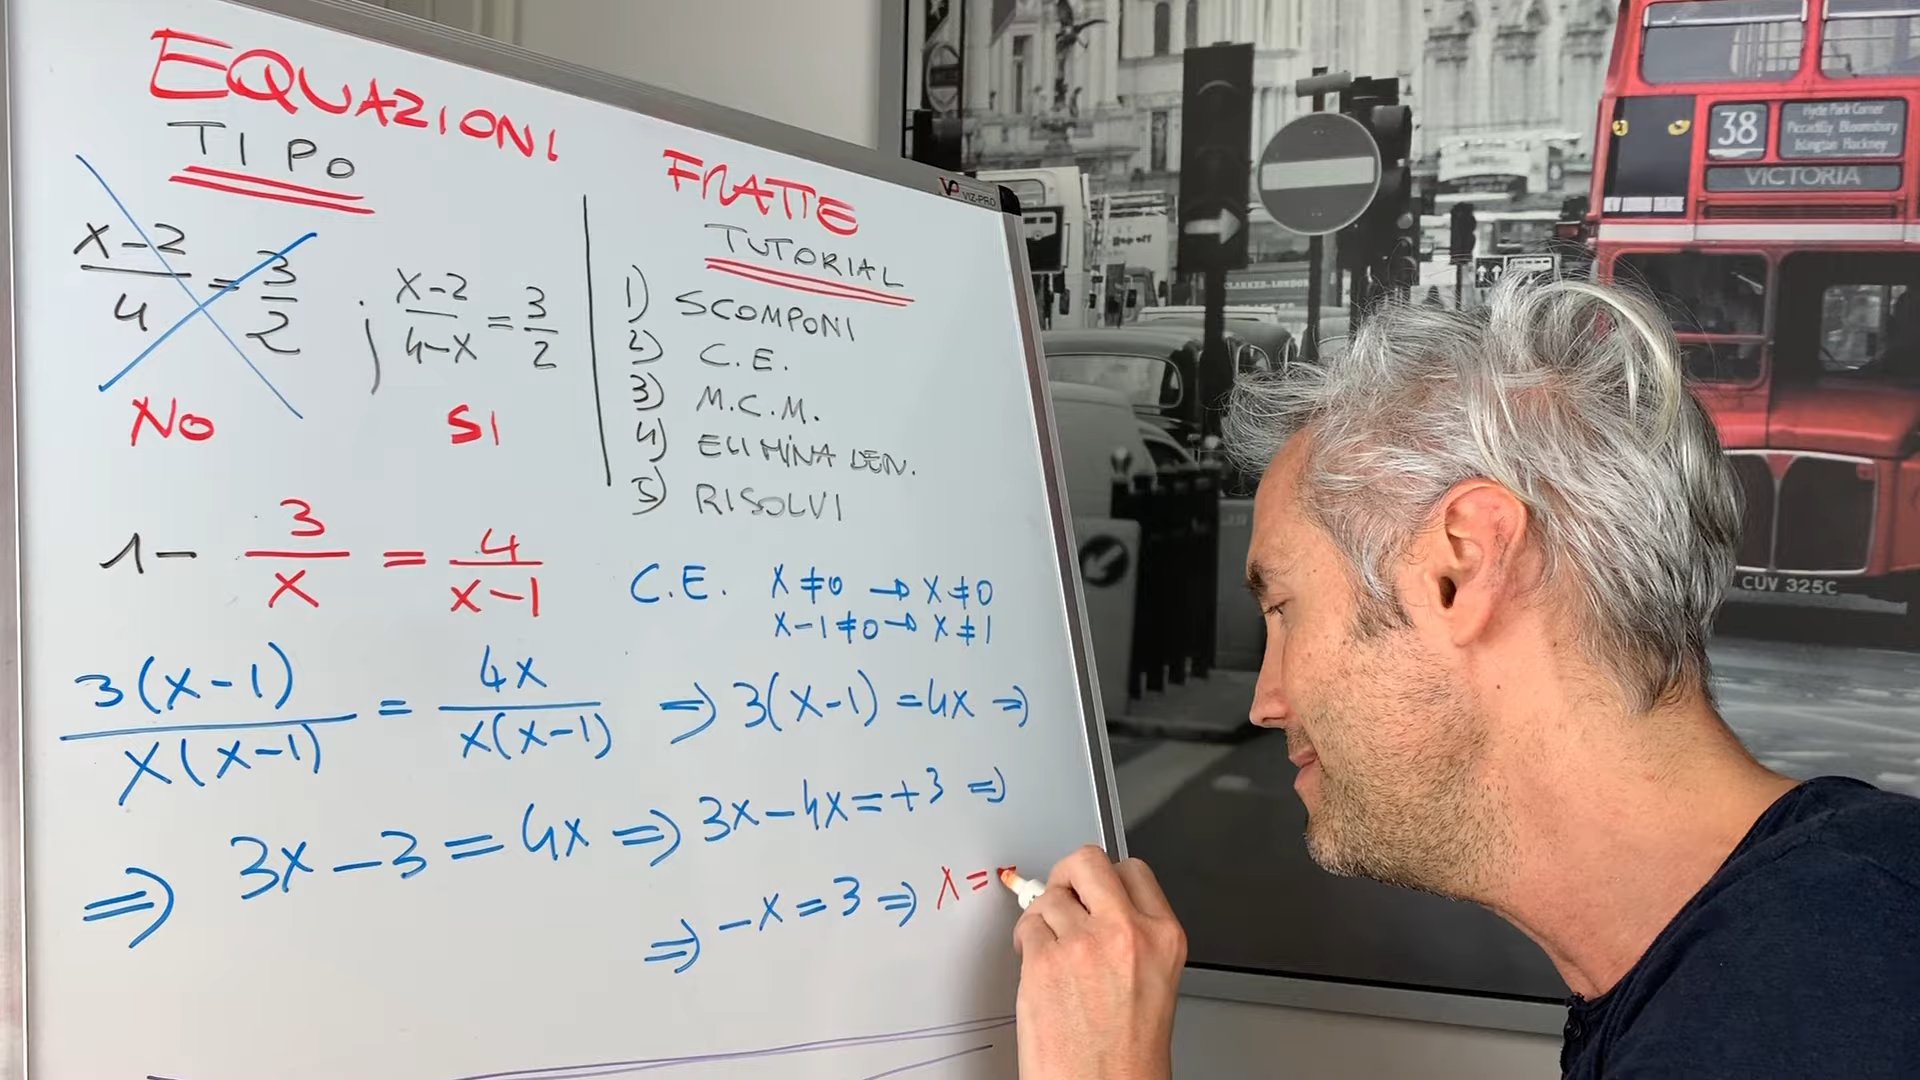 EQUAZIONI FRATTE
TIPO
x-2/4 = 3/2 ; x-2/4-x = 3/2
NO SI
TUTORIAL
1) SCOMPONI
2) C.E.
3) M.C.M.
4) ELIMINA DEN.
5) RISOLVI
1- 3/x = 4/x-1
C.E. x≠0 → x≠0
x-1≠0 → x≠1
3(x-1)/x(x-1) = 4x/x(x-1) ⇒ 3(x-1) = 4x ⇒
⇒ 3x-3 = 4x ⇒ 3x-4x = +3 ⇒
⇒ -x = 3 ⇒ x = -
VP VIZ-PRO
38
Hyde Park Corner
Piccadilly Bloomsbury
Islington Hackney
VICTORIA
CUV 325C